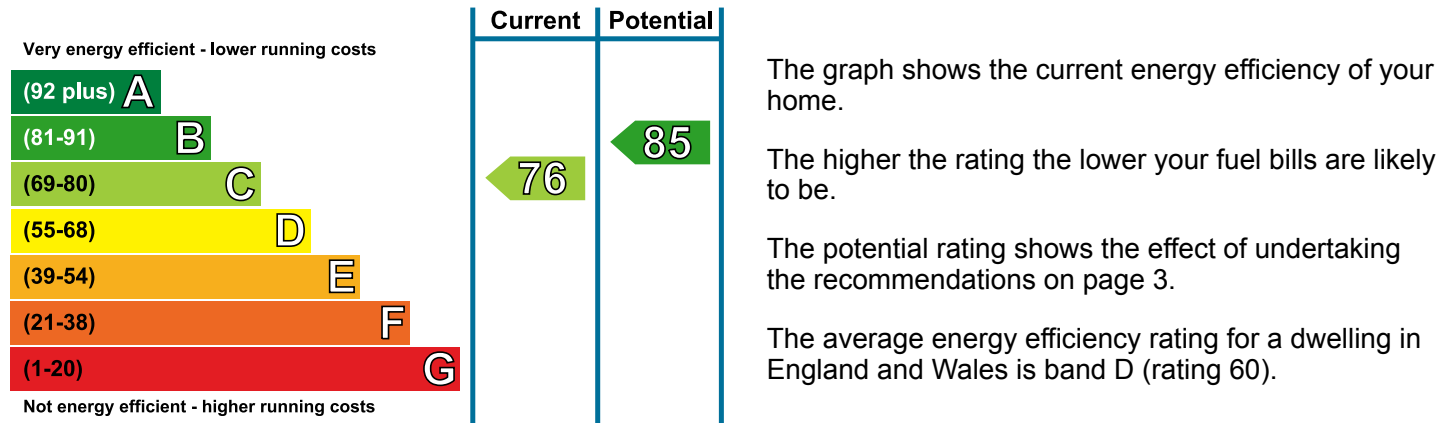 Current Potential
Very energy efficient - lower running costs
(92 plus) A
(81-91) B
(69-80) C
(55-68) D
(39-54) E
(21-38) F
(1-20) G
Not energy efficient - higher running costs
76
85
The graph shows the current energy efficiency of your
home.
The higher the rating the lower your fuel bills are likely
to be.
The potential rating shows the effect of undertaking
the recommendations on page 3.
The average energy efficiency rating for a dwelling in
England and Wales is band D (rating 60).